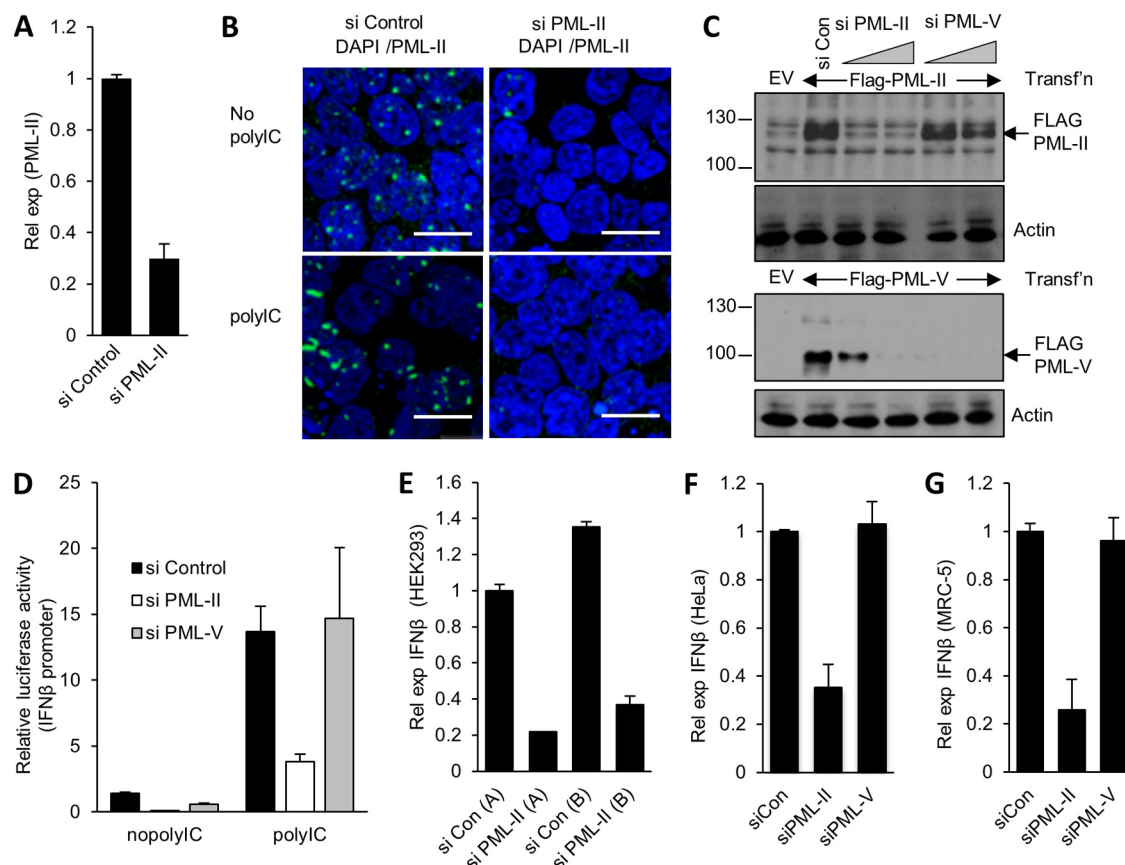 A
Rel exp (PML-II)
1.2
1
0.8
0.6
0.4
0.2
0
si Control
si PML-II
B
si Control
DAPI /PML-II
si PML-II
DAPI /PML-II
No
polyIC
polyIC
C
si Con
si PML-II
si PML-V
EV
Flag-PML-II
Transf'n
130
100
FLAG
PML-II
Actin
EV
Flag-PML-V
Transf'n
130
100
FLAG
PML-V
Actin
D
Relative luciferase activity
(IFNβ promoter)
25
20
15
10
5
0
si Control
si PML-II
si PML-V
nopolyIC
polyIC
E
Rel exp IFNβ (HEK293)
1.6
1.4
1.2
1
0.8
0.6
0.4
0.2
0
si Con (A)
si PML-II (A)
si Con (B)
si PML-II (B)
F
Rel exp IFNβ (HeLa)
1.2
1
0.8
0.6
0.4
0.2
0
siCon
siPML-II
siPML-V
G
Rel exp IFNβ (MRC-5)
1.2
1
0.8
0.6
0.4
0.2
0
siCon
siPML-II
siPML-V